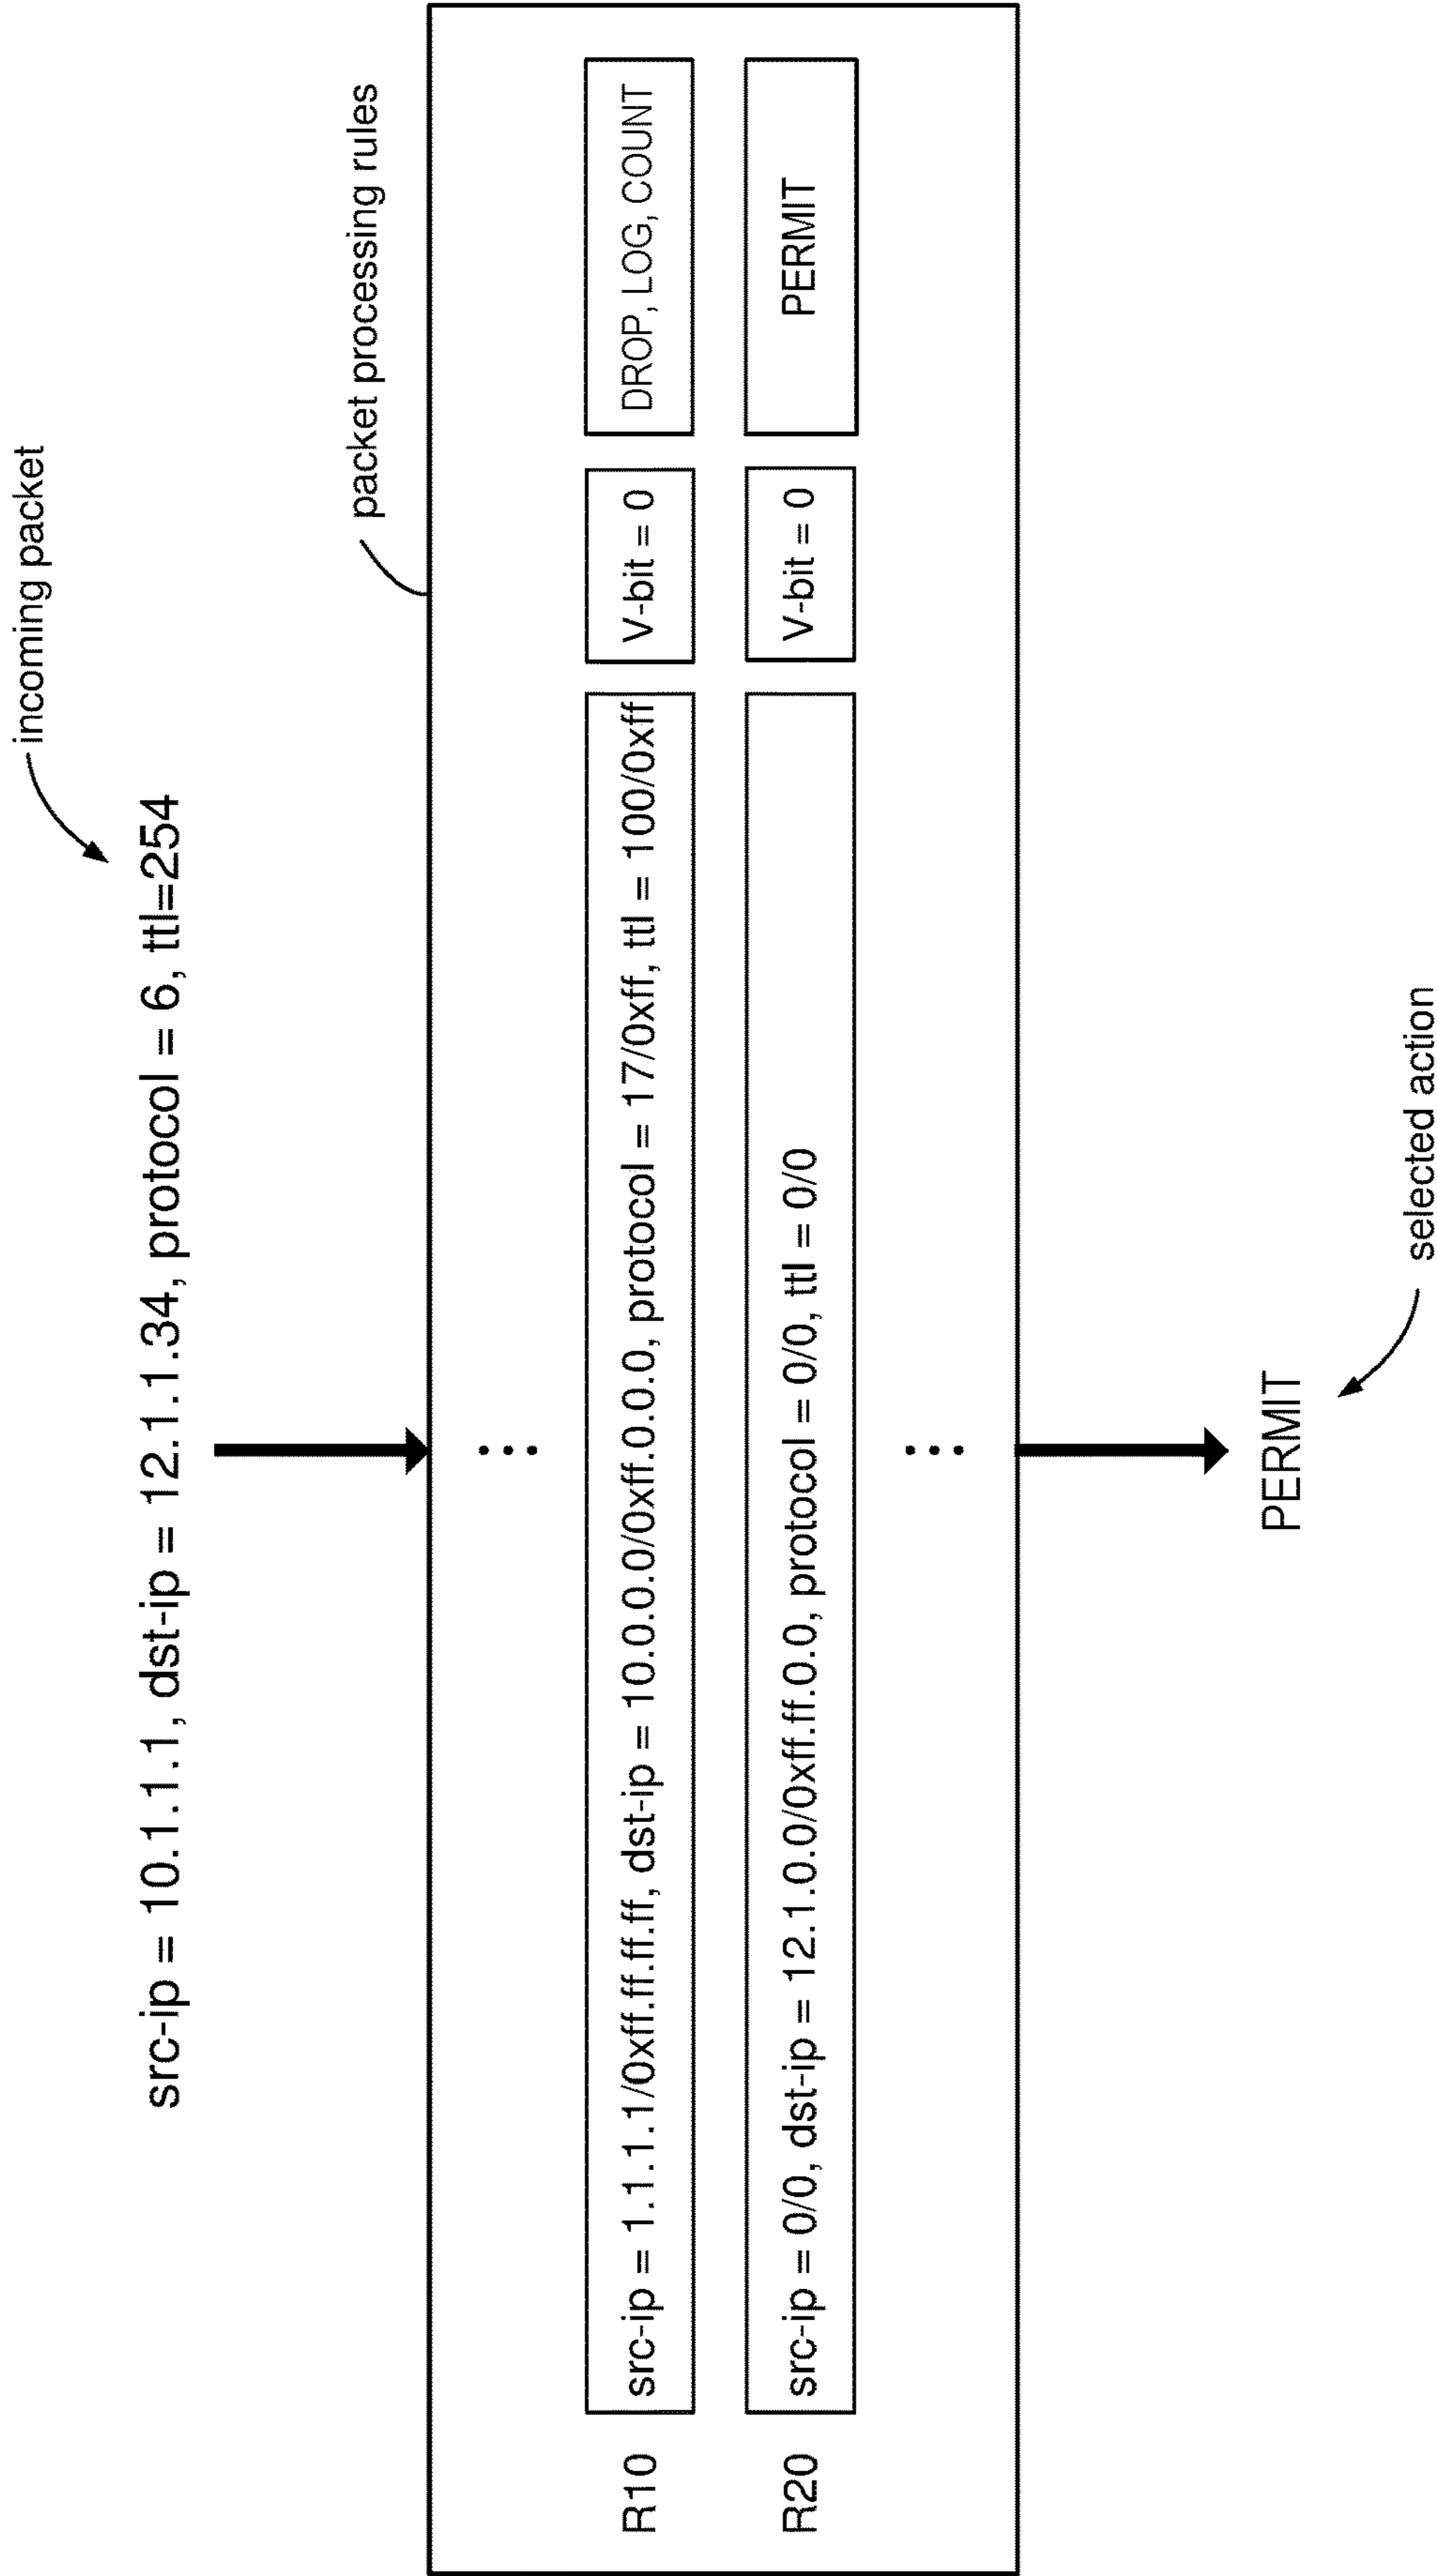 incoming packet
src-ip = 10.1.1.1, dst-ip = 12.1.1.34, protocol = 6, ttl=254
packet processing rules
...
R10 src-ip = 1.1.1.1/0xff.ff.ff.ff, dst-ip = 10.0.0.0/0xff.0.0.0, protocol = 17/0xff, ttl = 100/0xff V-bit = 0 DROP, LOG, COUNT
R20 src-ip = 0/0, dst-ip = 12.1.0.0/0xff.ff.0.0, protocol = 0/0, ttl = 0/0 V-bit = 0 PERMIT
...
PERMIT
selected action